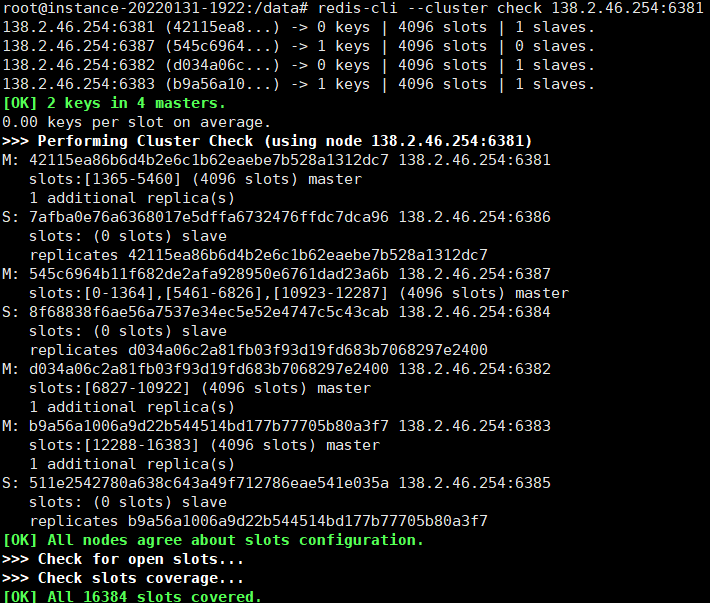 root@instance-20220131-1922:/data# redis-cli --cluster check 138.2.46.254:6381
138.2.46.254:6381 (42115ea8...) -> 0 keys | 4096 slots | 1 slaves.
138.2.46.254:6387 (545c6964...) -> 1 keys | 4096 slots | 0 slaves.
138.2.46.254:6382 (d034a06c...) -> 0 keys | 4096 slots | 1 slaves.
138.2.46.254:6383 (b9a56a10...) -> 1 keys | 4096 slots | 1 slaves.
[OK] 2 keys in 4 masters.
0.00 keys per slot on average.
>>> Performing Cluster Check (using node 138.2.46.254:6381)
M: 42115ea86b6d4b2e6c1b62eaebe7b528a1312dc7 138.2.46.254:6381
   slots:[1365-5460] (4096 slots) master
   1 additional replica(s)
S: 7afba0e76a6368017e5dffa6732476ffdc7dca96 138.2.46.254:6386
   slots: (0 slots) slave
   replicates 42115ea86b6d4b2e6c1b62eaebe7b528a1312dc7
M: 545c6964b11f682de2afa928950e6761dad23a6b 138.2.46.254:6387
   slots:[0-1364],[5461-6826],[10923-12287] (4096 slots) master
S: 8f68838f6ae56a7537e34ec5e52e4747c5c43cab 138.2.46.254:6384
   slots: (0 slots) slave
   replicates d034a06c2a81fb03f93d19fd683b7068297e2400
M: d034a06c2a81fb03f93d19fd683b7068297e2400 138.2.46.254:6382
   slots:[6827-10922] (4096 slots) master
   1 additional replica(s)
M: b9a56a1006a9d22b544514bd177b77705b80a3f7 138.2.46.254:6383
   slots:[12288-16383] (4096 slots) master
   1 additional replica(s)
S: 511e2542780a638c643a49f712786eae541e035a 138.2.46.254:6385
   slots: (0 slots) slave
   replicates b9a56a1006a9d22b544514bd177b77705b80a3f7
[OK] All nodes agree about slots configuration.
>>> Check for open slots...
>>> Check slots coverage...
[OK] All 16384 slots covered.